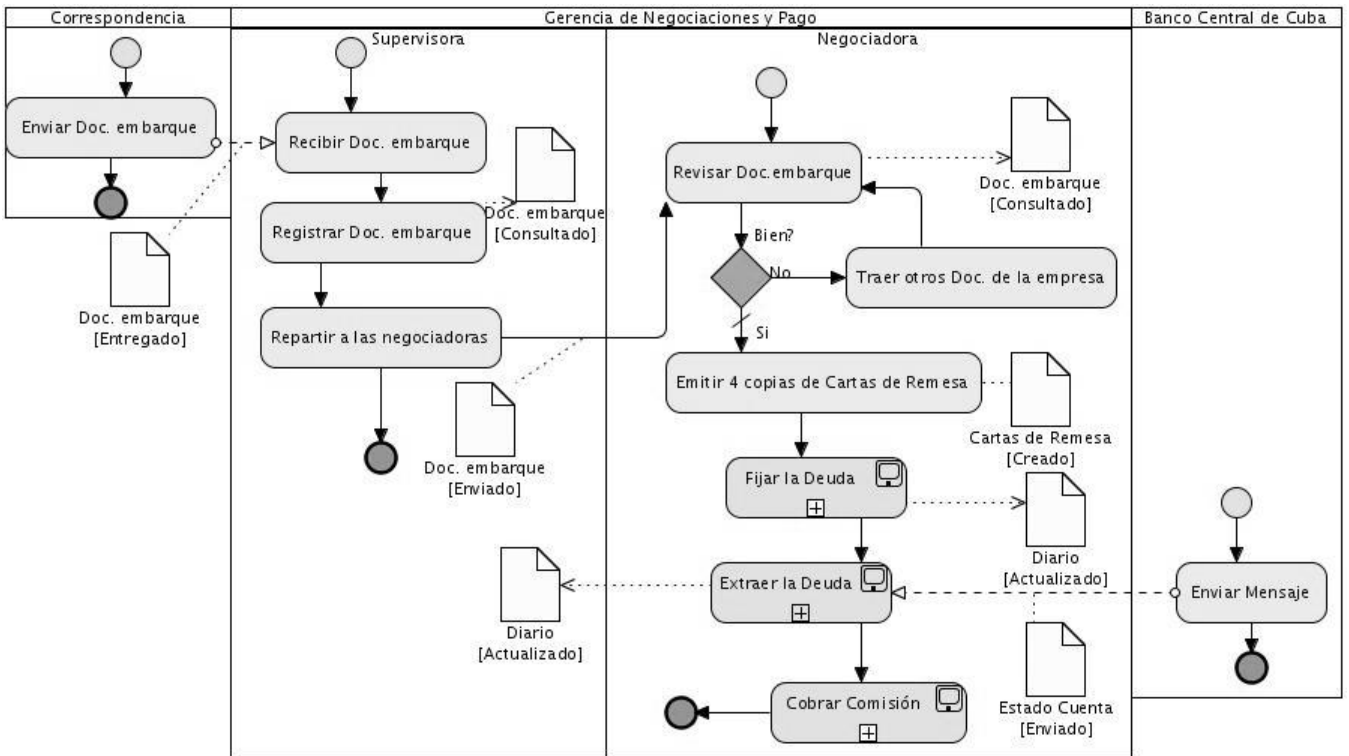 Correspondencia
Gerencia de Negociaciones y Pago
Banco Central de Cuba
Supervisora
Negociadora
Enviar Doc. embarque
Recibir Doc. embarque
Doc. embarque
[Consultado]
Registrar Doc. embarque
Doc. embarque
[Entregado]
Repartir a las negociadoras
Doc. embarque
[Enviado]
Revisar Doc.embarque
Doc. embarque
[Consultado]
Bien?
No
Traer otros Doc. de la empresa
Si
Emitir 4 copias de Cartas de Remesa
Cartas de Remesa
[Creado]
Fijar la Deuda
Diario
[Actualizado]
Extraer la Deuda
Diario
[Actualizado]
Enviar Mensaje
Estado Cuenta
[Enviado]
Cobrar Comisión